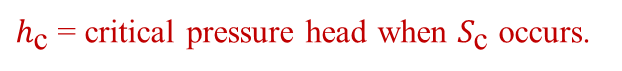 h_c = critical pressure head when S_c occurs.